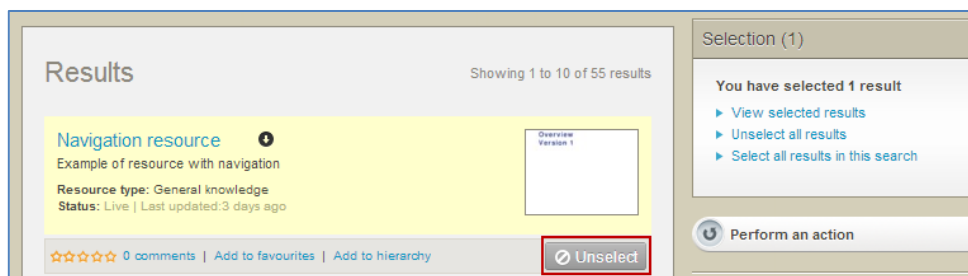 Results
Showing 1 to 10 of 55 results
Navigation resource
Example of resource with navigation
Resource type: General knowledge
Status: Live | Last updated:3 days ago
Overview
Version 1
0 comments | Add to favourites | Add to hierarchy
Unselect
Selection (1)
You have selected 1 result
View selected results
Unselect all results
Select all results in this search
Perform an action